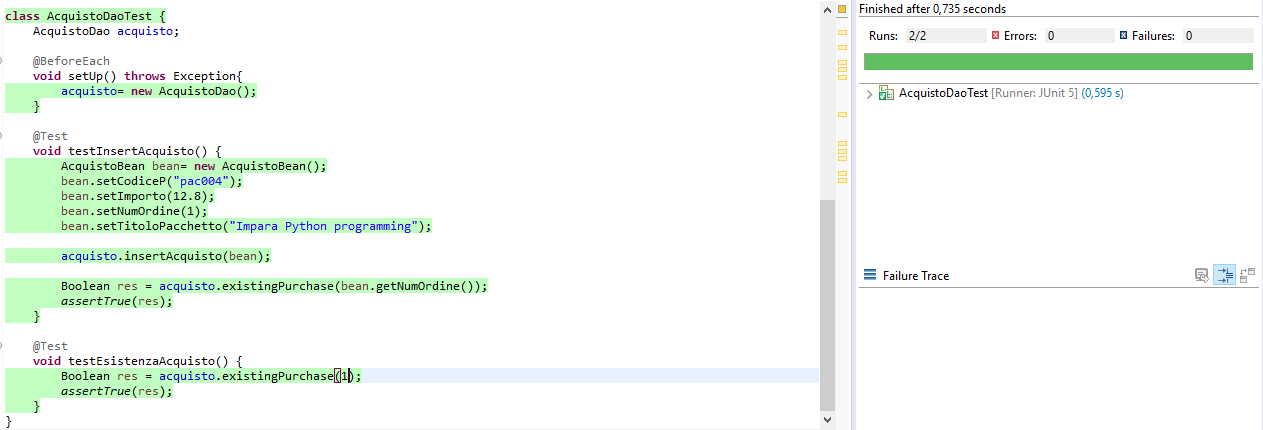 class AcquistoDaoTest {
AcquistoDao acquisto;
@BeforeEach
void setUp() throws Exception{
acquisto= new AcquistoDao();
}
@Test
void testInsertAcquisto() {
AcquistoBean bean= new AcquistoBean();
bean.setCodiceP("pac004");
bean.setImporto(12.8);
bean.setNumOrdine(1);
bean.setTitoloPacchetto("Impara Python programming");
acquisto.insertAcquisto(bean);
Boolean res = acquisto.existingPurchase(bean.getNumOrdine());
assertTrue(res);
}
@Test
void testEsistenzaAcquisto() {
Boolean res = acquisto.existingPurchase(1);
assertTrue(res);
}
}
Finished after 0,735 seconds
Runs: 2/2 Errors: 0 Failures: 0
AcquistoDaoTest [Runner: JUnit 5] (0,595 s)
Failure Trace